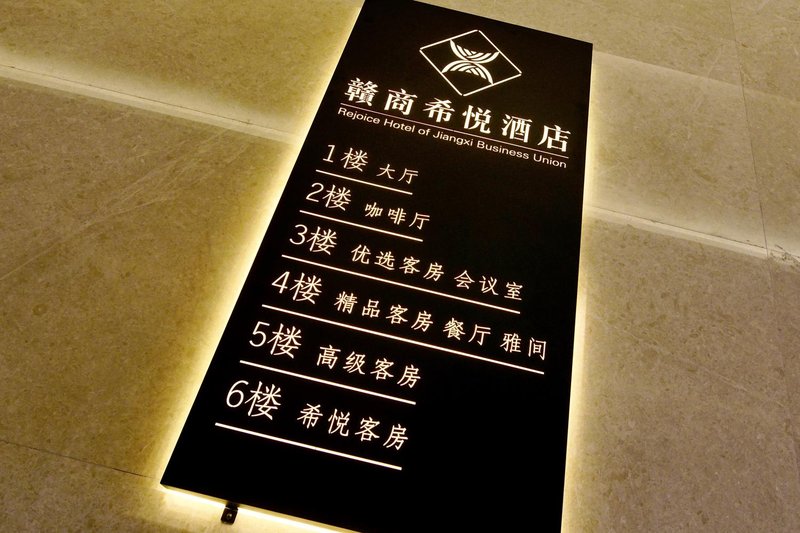 赣商希悦酒店
Rejoice Hotel of Jiangxi Business Union
1楼 大厅
2楼 咖啡厅
3楼 优选客房 会议室
4楼 精品客房 餐厅 雅间
5楼 高级客房
6楼 希悦客房